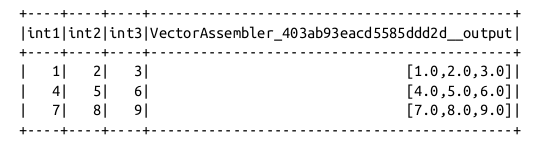 +----+----+----+--------------------------------------------+
|int1|int2|int3|VectorAssembler_403ab93eacd5585ddd2d__output|
+----+----+----+--------------------------------------------+
|   1|   2|   3|                               [1.0,2.0,3.0]|
|   4|   5|   6|                               [4.0,5.0,6.0]|
|   7|   8|   9|                               [7.0,8.0,9.0]|
+----+----+----+--------------------------------------------+